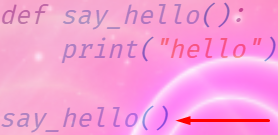 def say_hello():
    print("hello")
say_hello()